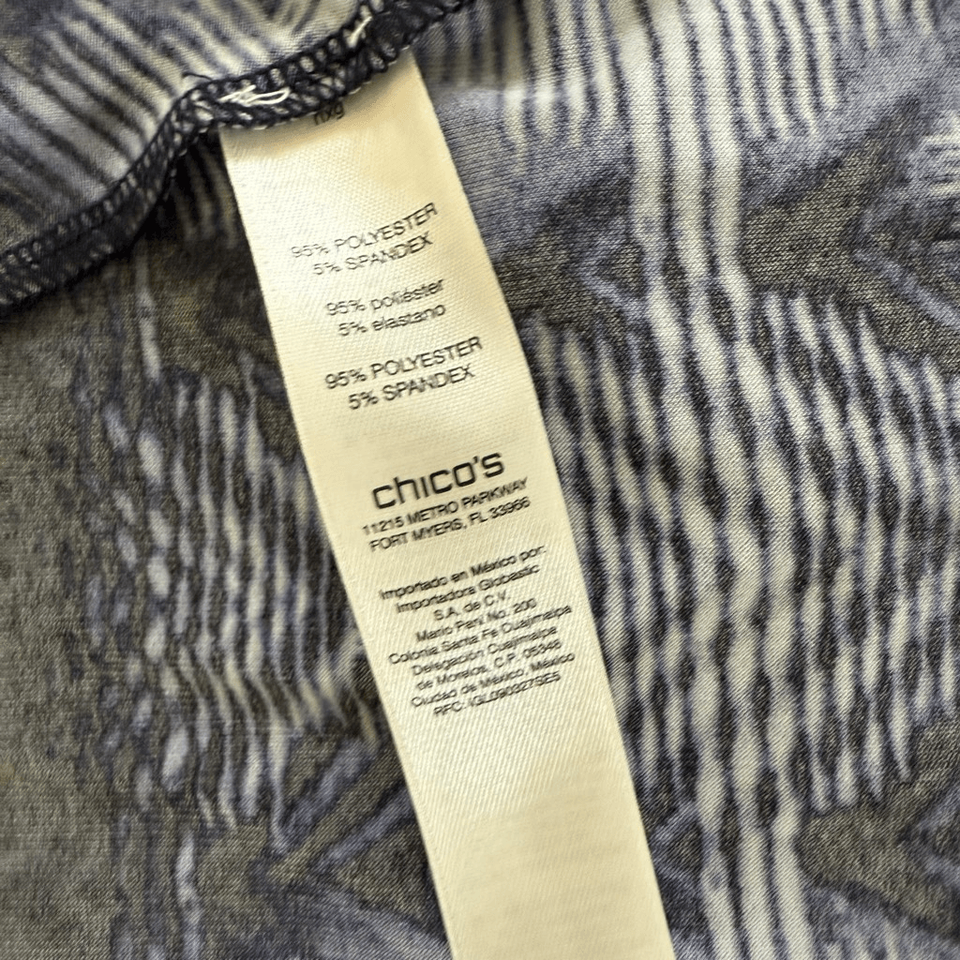 95% POLYESTER
5% SPANDEX
95% poliéster
5% elastano
95% POLYESTER
5% SPANDEX
chico's
11215 METRO PARKWAY
FORT MYERS, FL 33966
Importado en México por:
Importadora Globastic
S.A. de C.V.
Mario Pani No. 200
Colonia Santa Fe Cuajimalpa
Delegación Cuajimalpa
de Morelos, C.P. 05348
Ciudad de México, México
RFC: IGL090327SE5